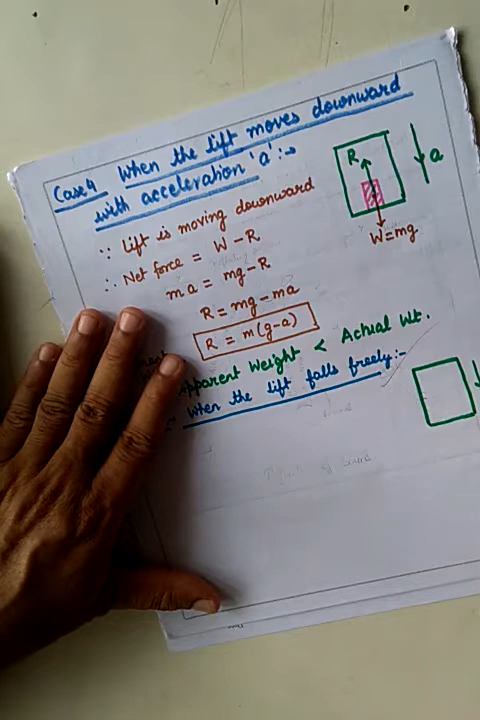 Case 4 When the lift moves downward
with acceleration 'a' :→
∵ Lift is moving downward
∴ Net force = W - R
ma = mg - R
R = mg - ma
R = m(g-a)
R
a
W=mg
Apparent Weight < Actual Wt.
When the lift falls freely:-